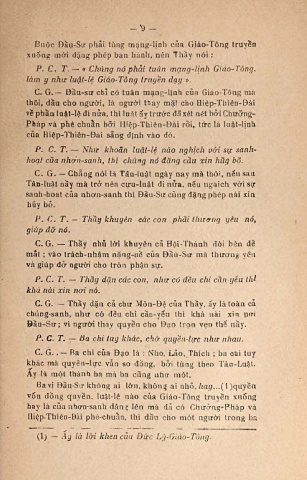 — 9 —
Buộc Đầu-Sư phải tùng mạng-lịnh của Giáo-Tông truyền
xuống mới đặng phép ban hành, nên Thầy nói :
P. C. T. — « Chúng nó phải tuân mạng-lịnh Giáo-Tông,
làm y như luật-lệ Giáo-Tông truyền dạy ».
C. G. — Đầu-sư chỉ có tuân mạng-lịnh của Giáo-Tông mà
thôi, dầu cho người, là người thay mặt cho Hiệp-Thiên-Đài
về phần luật-lệ đi nữa, thì luật ấy trước đã xét nét bởi Chưởng-
Pháp và phê chuẩn bởi Hiệp-Thiên-Đài rồi, tức là luật-lịnh
của Hiệp-Thiên-Đài sẳng định vào đó.
P. C. T. — Như khoản luật-lệ nào nghịch với sự sanh-
hoạt của nhơn-sanh, thì chúng nó đặng cầu xin hủy bỏ.
C. G. — Chẳng nói là Tân-luật ngày nay mà thôi, nếu sau
Tân-luật nầy mà trở nên cựu-luật đi nửa, nếu ngaịch với sự
sanh-hoạt của nhơn-sanh thì Đầu-Sư cũng đặng phép nài xin
hủy bỏ.
P. C. T. — Thầy khuyên các con phải thương yêu nó,
giúp đỡ nó.
C. G. — Thầy nhủ lời khuyên cả Hội-Thánh đôi bên để
mắt ; vào trách-nhậm nặng-nề của Đầu-Sư mà thương yên
và giúp đở người cho tròn phận sự.
P. C. T. — Thầy dặn các con, như có đều chi cần-yếu thì
khá nài xin nơi nó.
C. G. — Thầy dặn cả chư Môn-Đệ của Thầy, ấy là toàn cả
chúng-sanh, như có đều chi cần-yếu thì khá nài xin nơi
Đầu-Sư ; vì người thay quyền cho Đạo trọn vẹn thế nầy.
P. C. T. — Ba chi tuy khác, chớ quyền-lực như nhau.
C. G. . — Ba chi của Đạo là : Nho, Lão, Thích ; ba chi tuy
khác mà quyền-lực vẫn so đồng, bởi tùng theo Tân-Luật.
Ấy là một thành ba mà ba cũng như một.
Ba vị Đầu-Sư không ai lớn, không ai nhỏ, hay...(1)quyền
vốn đồng quyền, luật-lệ nào của Giáo-Tông truyền xuống
hay là của nhơn-sanh dâng lên mà đã có Chưởng-Pháp và
Hiệp-Thiên-Đài phê-chuẩn, thì dầu cho một người trong ba
(1) — Ấy là lời khen của Đức Lý-Giáo-Tông.